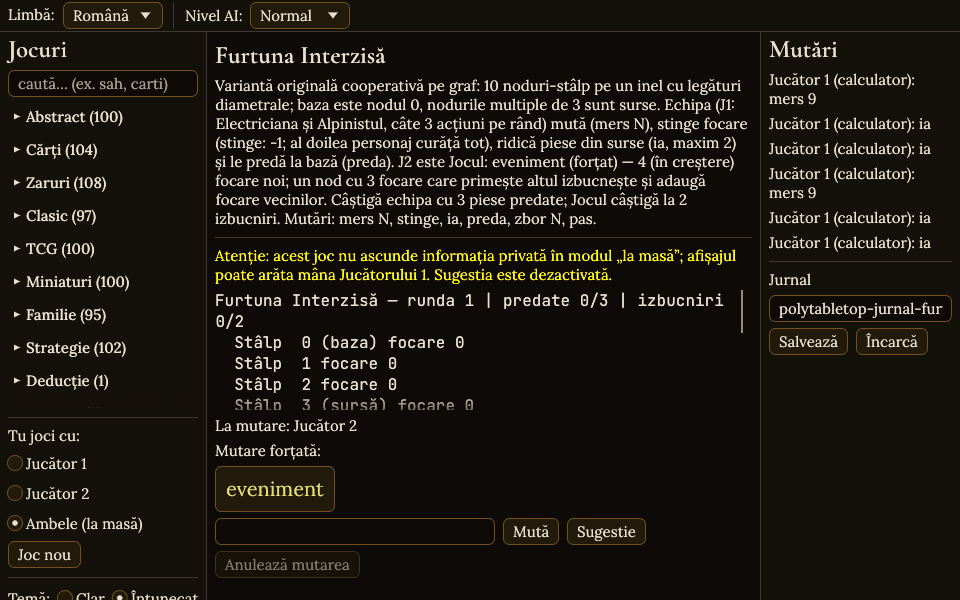 Limbă: Română ▼ Nivel AI: Normal ▼
Jocuri
caută... (ex. sah, carti)
▸ Abstract (100)
▸ Cărți (104)
▸ Zaruri (108)
▸ Clasic (97)
▸ TCG (100)
▸ Miniaturi (100)
▸ Familie (95)
▸ Strategie (102)
▸ Deducție (1)
Tu joci cu:
Jucător 1
Jucător 2
Ambele (la masă)
Joc nou
Temă: Clar Întunecat
Furtuna Interzisă
Variantă originală cooperativă pe graf: 10 noduri-stâlp pe un inel cu legături
diametrale; baza este nodul 0, nodurile multiple de 3 sunt surse. Echipa (J1:
Electriciana și Alpinistul, câte 3 acțiuni pe rând) mută (mers N), stinge focare
(stinge: -1; al doilea personaj curăță tot), ridică piese din surse (ia, maxim 2)
și le predă la bază (preda). J2 este Jocul: eveniment (forțat) — 4 (în creștere)
focare noi; un nod cu 3 focare care primește altul izbucnește și adaugă
focare vecinilor. Câștigă echipa cu 3 piese predate; Jocul câștigă la 2
izbucniri. Mutări: mers N, stinge, ia, preda, zbor N, pas.
Atenție: acest joc nu ascunde informația privată în modul „la masă”; afișajul
poate arăta mâna Jucătorului 1. Sugestia este dezactivată.
Furtuna Interzisă — runda 1 | predate 0/3 | izbucniri
0/2
Stâlp 0 (baza) focare 0
Stâlp 1 focare 0
Stâlp 2 focare 0
Stâlp 3 (sursă) focare 0
La mutare: Jucător 2
Mutare forțată:
eveniment
Mută Sugestie
Anulează mutarea
Mutări
Jucător 1 (calculator):
mers 9
Jucător 1 (calculator): ia
Jucător 1 (calculator): ia
Jucător 1 (calculator):
mers 9
Jucător 1 (calculator): ia
Jucător 1 (calculator): ia
Jurnal
polytabletop-jurnal-fur
Salvează Încarcă